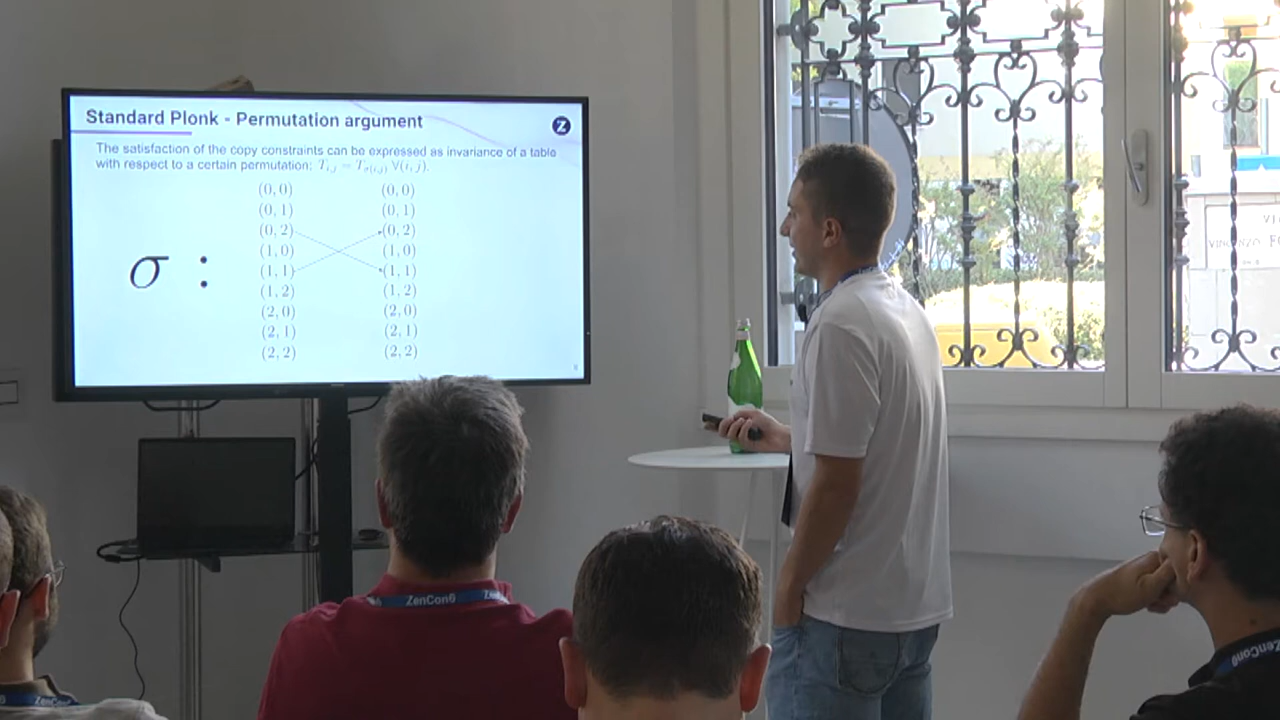 Standard Plonk - Permutation argument
Z
The satisfaction of the copy constraints can be expressed as invariance of a table
with respect to a certain permutation: T_{i,j} = T_{σ(i,j)} ∀(i, j).
(0, 0) (0, 0)
(0, 1) (0, 1)
(0, 2) (0, 2)
(1, 0) (1, 0)
σ : (1, 1) (1, 1)
(1, 2) (1, 2)
(2, 0) (2, 0)
(2, 1) (2, 1)
(2, 2) (2, 2)
ZenCon6
ZenCon6